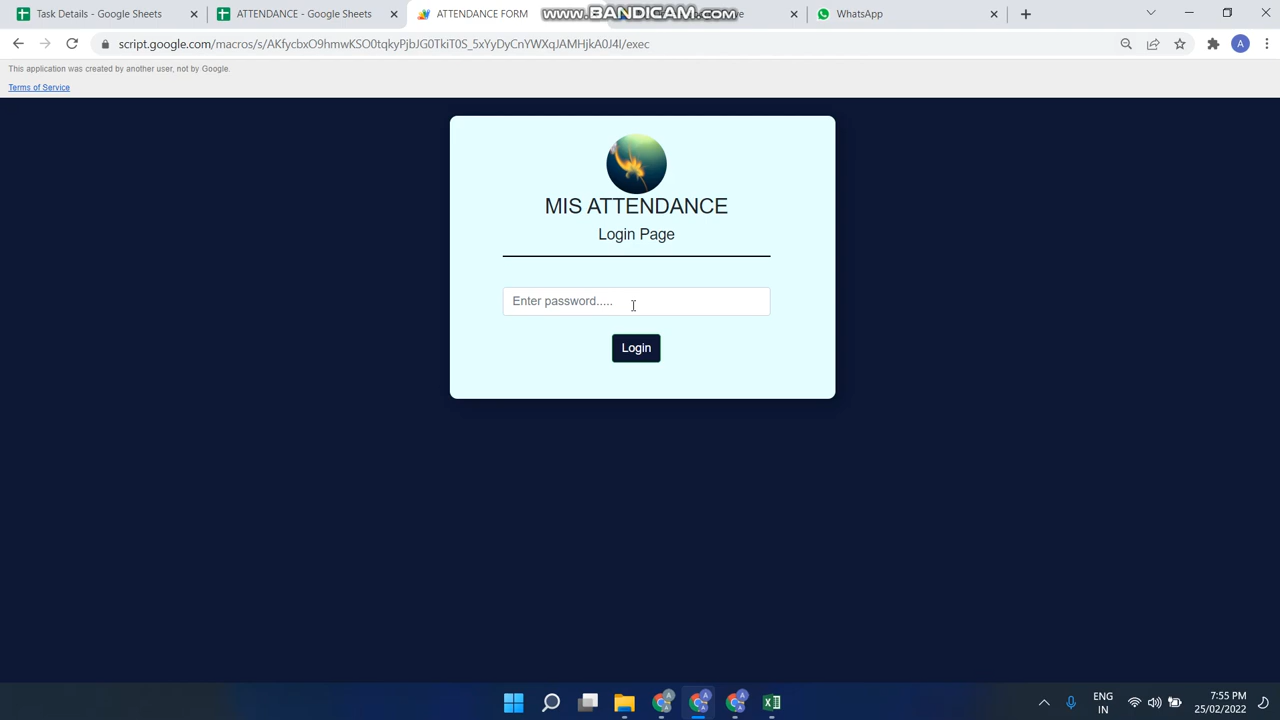 Task Details - Google Sheets
ATTENDANCE - Google Sheets
ATTENDANCE FORM
www.BANDICAM.com
WhatsApp
script.google.com/macros/s/AKfycbxO9hmwKSO0tqkyPjbJG0TkiT0S_5xYyDyCnYWXqJAMHjkA0J4I/exec
A
This application was created by another user, not by Google.
Terms of Service
MIS ATTENDANCE
Login Page
Enter password.....
Login
ENG
IN
7:55 PM
25/02/2022